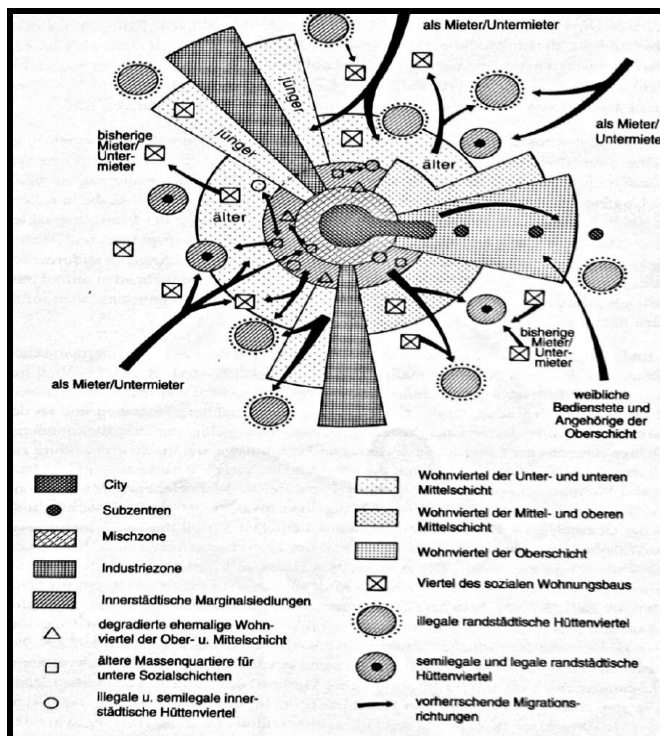 als Mieter/Untermieter
als Mieter/
Untermieter
jünger
jünger
bisherige
Mieter/
Unter-
mieter
älter
älter
bisherige
Mieter/
Unter-
mieter
als Mieter/Untermieter
weibliche
Bedienstete und
Angehörige der
Oberschicht
City
Subzentren
Mischzone
Industriezone
Innerstädtische Marginalsiedlungen
degradierte ehemalige Wohn-
viertel der Ober- u. Mittelschicht
ältere Massenquartiere für
untere Sozialschichten
illegale u. semilegale inner-
städtische Hüttenviertel
Wohnviertel der Unter- und unteren
Mittelschicht
Wohnviertel der Mittel- und oberen
Mittelschicht
Wohnviertel der Oberschicht
Viertel des sozialen Wohnungsbaus
illegale randstädtische
Hüttenviertel
semilegale und legale randstädtische
Hüttenviertel
vorherrschende Migrations-
richtungen